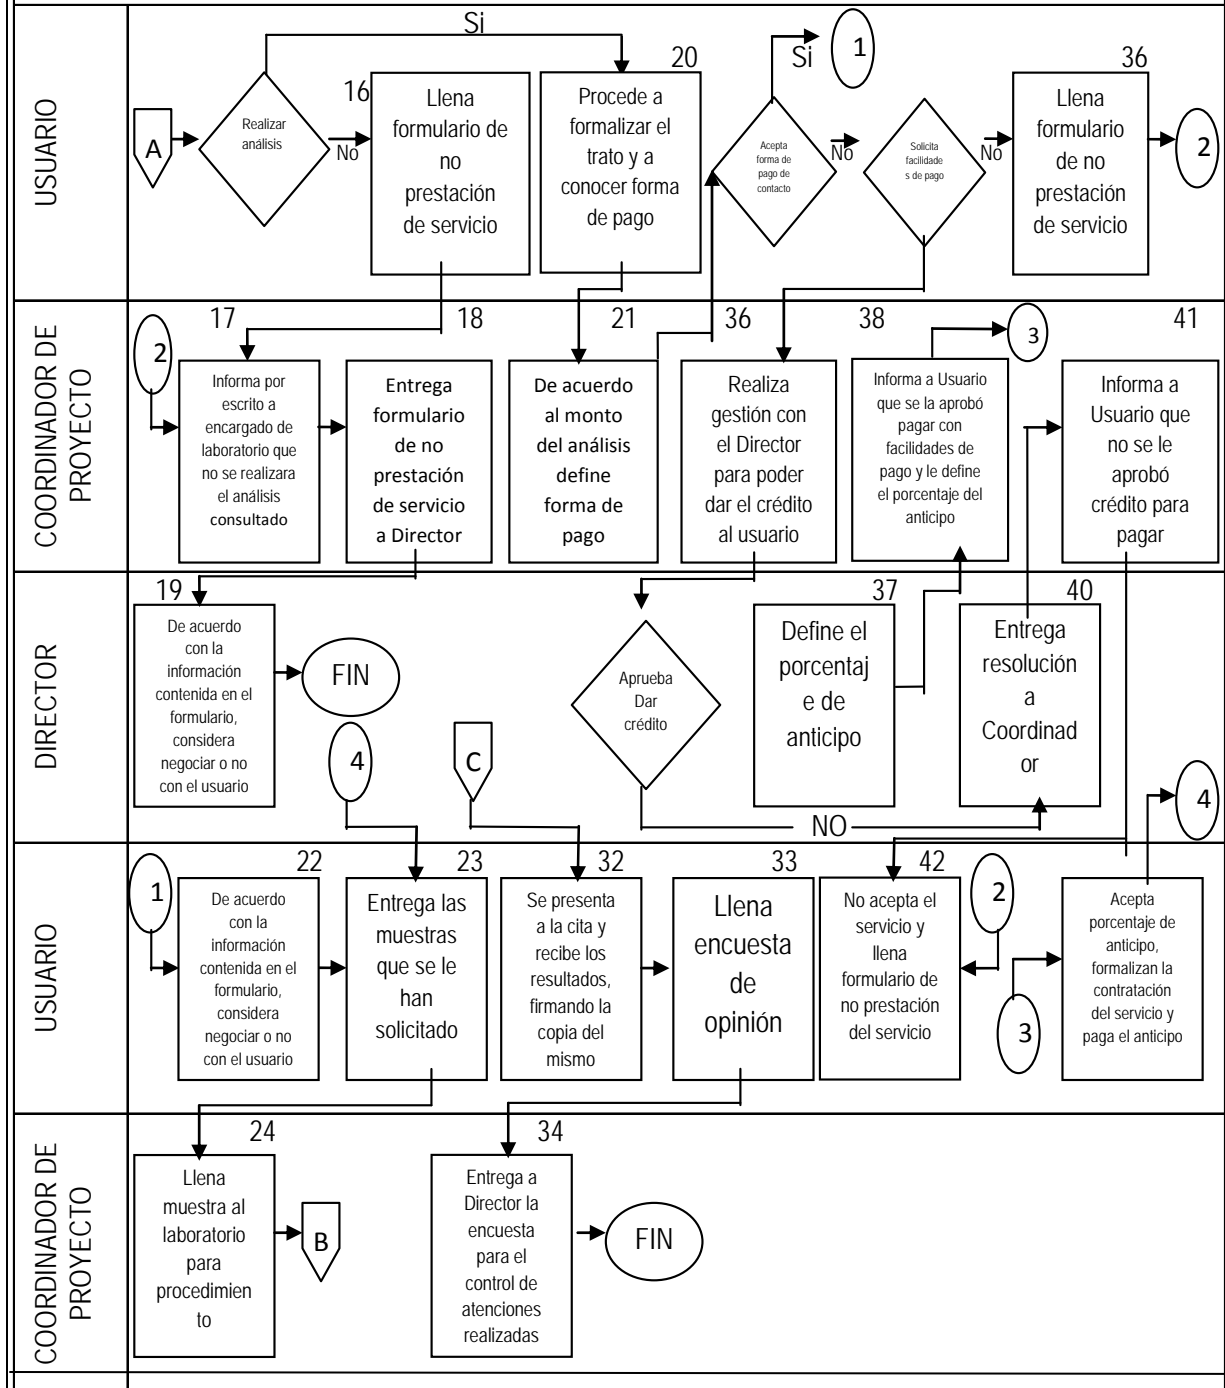 USUARIO
Si
A
Realizar
análisis
No
16
Llena
formulario de
no
prestación
de servicio
20
Procede a
formalizar el
trato y a
conocer forma
de pago
Acepta
forma de
pago de
contacto
Si
1
No
Solicita
facilidade
s de pago
No
36
Llena
formulario
de no
prestación
de servicio
2
COORDINADOR DE
PROYECTO
2
17
Informa por
escrito a
encargado de
laboratorio que
no se realizara
el análisis
consultado
18
Entrega
formulario
de no
prestación
de servicio
a Director
21
De acuerdo
al monto
del análisis
define
forma de
pago
36
Realiza
gestión con
el Director
para poder
dar el crédito
al usuario
38
Informa a Usuario
que se la aprobó
pagar con
facilidades de
pago y le define
el porcentaje del
anticipo
3
41
Informa a
Usuario que
no se le
aprobó
crédito para
pagar
DIRECTOR
19
De acuerdo
con la
información
contenida en el
formulario,
considera
negociar o no
con el usuario
FIN
4
C
Aprueba
Dar
crédito
NO
37
Define el
porcentaj
e de
anticipo
40
Entrega
resolución
a
Coordinad
or
4
USUARIO
1
22
De acuerdo
con la
información
contenida en el
formulario,
considera
negociar o no
con el usuario
23
Entrega las
muestras
que se le
han
solicitado
32
Se presenta
a la cita y
recibe los
resultados,
firmando la
copia del
mismo
33
Llena
encuesta
de
opinión
42
No acepta el
servicio y
llena
formulario de
no prestación
del servicio
2
3
Acepta
porcentaje de
anticipo,
formalizan la
contratación
del servicio y
paga el anticipo
COORDINADOR DE
PROYECTO
24
Llena
muestra al
laboratorio
para
procedimien
to
B
34
Entrega a
Director la
encuesta
para el
control de
atenciones
realizadas
FIN